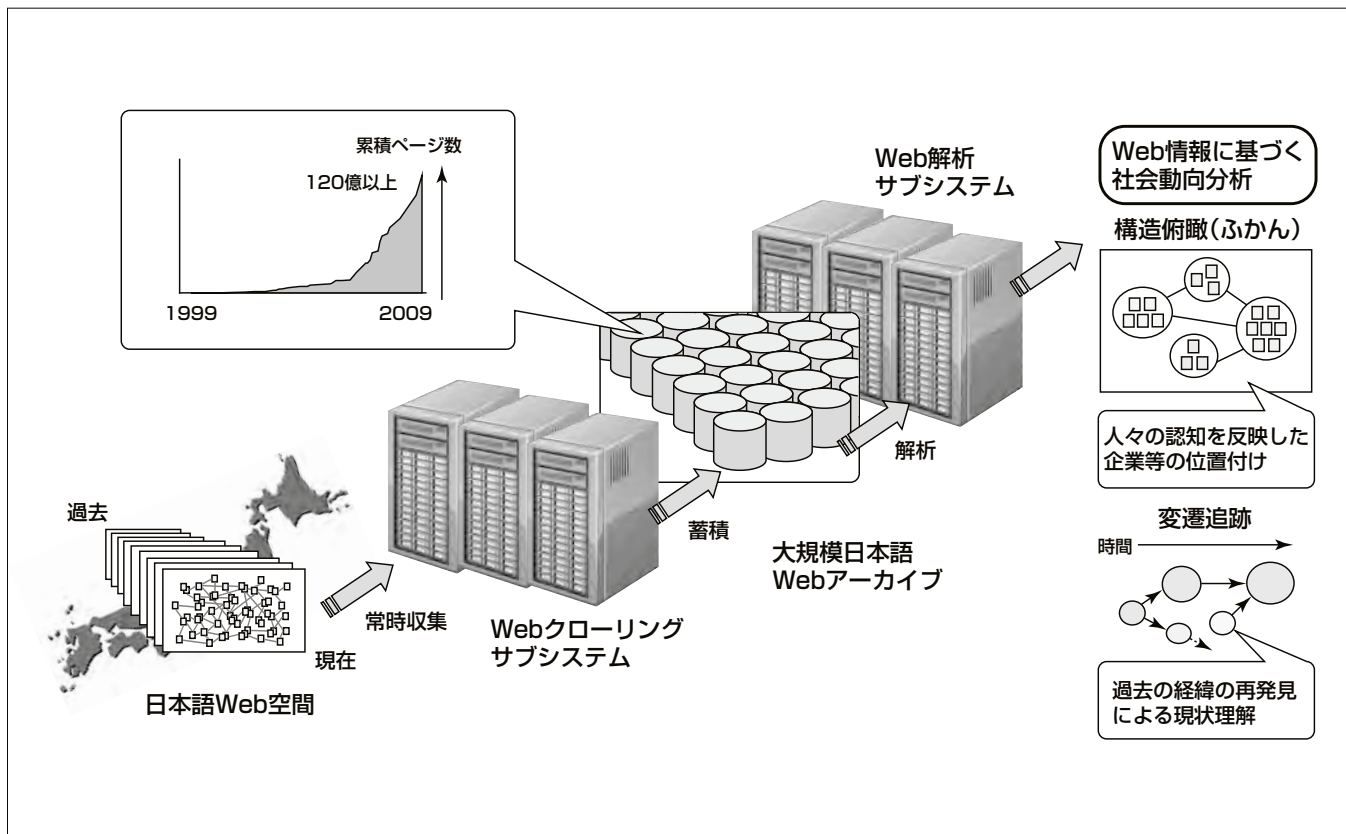 累積ページ数
120億以上
1999
2009
Web解析
サブシステム
Web情報に基づく
社会動向分析
構造俯瞰(ふかん)
人々の認知を反映した
企業等の位置付け
解析
蓄積
大規模日本語
Webアーカイブ
変遷追跡
時間
過去の経緯の再発見
による現状理解
過去
現在
常時収集
Webクローリング
サブシステム
日本語Web空間